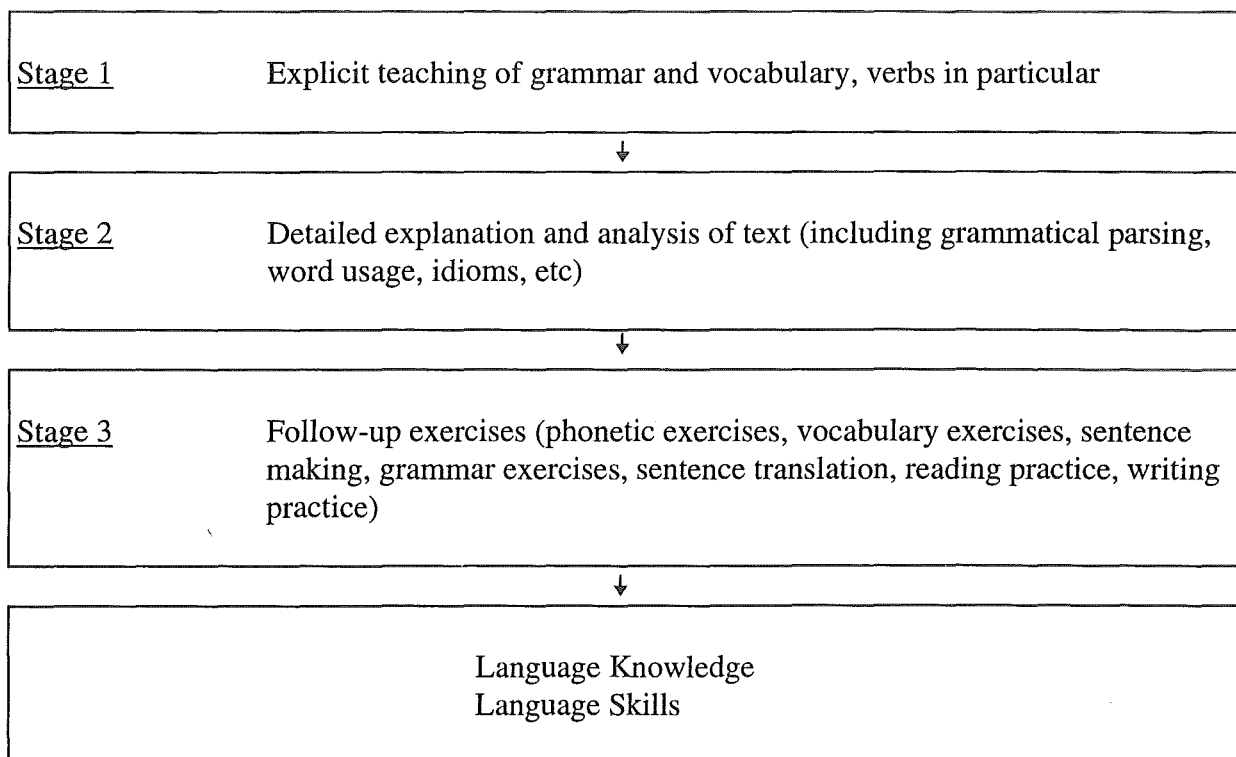 Stage 1 Explicit teaching of grammar and vocabulary, verbs in particular
Stage 2 Detailed explanation and analysis of text (including grammatical parsing,
word usage, idioms, etc)
Stage 3 Follow-up exercises (phonetic exercises, vocabulary exercises, sentence
making, grammar exercises, sentence translation, reading practice, writing
practice)
Language Knowledge
Language Skills